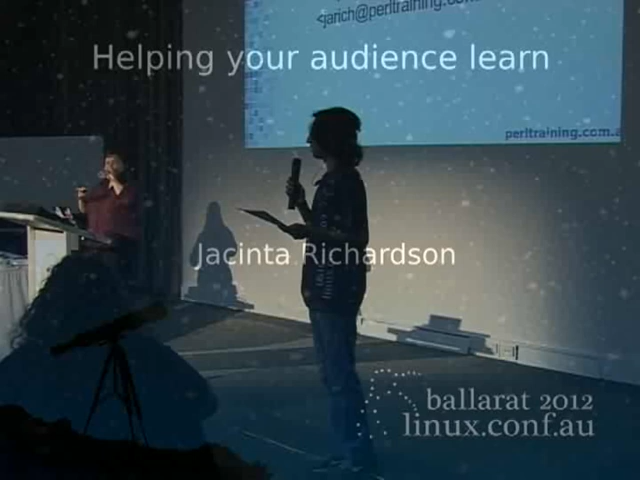 <jarich@perltraining.com
Helping your audience learn
perltraining.com.a
Jacinta Richardson
ballarat 2012
linux.conf.au